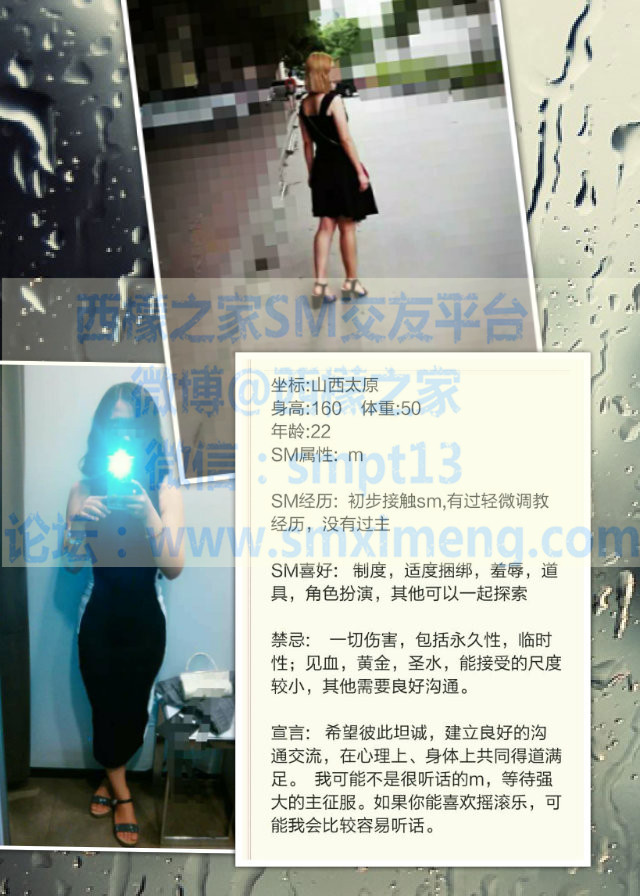 西檬之家SM交友平台
微博@西檬之家
微信：smpt13
论坛：www.smximeng.com
坐标:山西太原
身高:160 体重:50
年龄:22
SM属性: m
SM经历: 初步接触sm,有过轻微调教
经历，没有过主
SM喜好: 制度，适度捆绑，羞辱，道
具，角色扮演，其他可以一起探索
禁忌: 一切伤害，包括永久性，临时
性；见血，黄金，圣水，能接受的尺度
较小，其他需要良好沟通。
宣言: 希望彼此坦诚，建立良好的沟
通交流，在心理上、身体上共同得道满
足。 我可能不是很听话的m，等待强
大的主征服。如果你能喜欢摇滚乐，可
能我会比较容易听话。